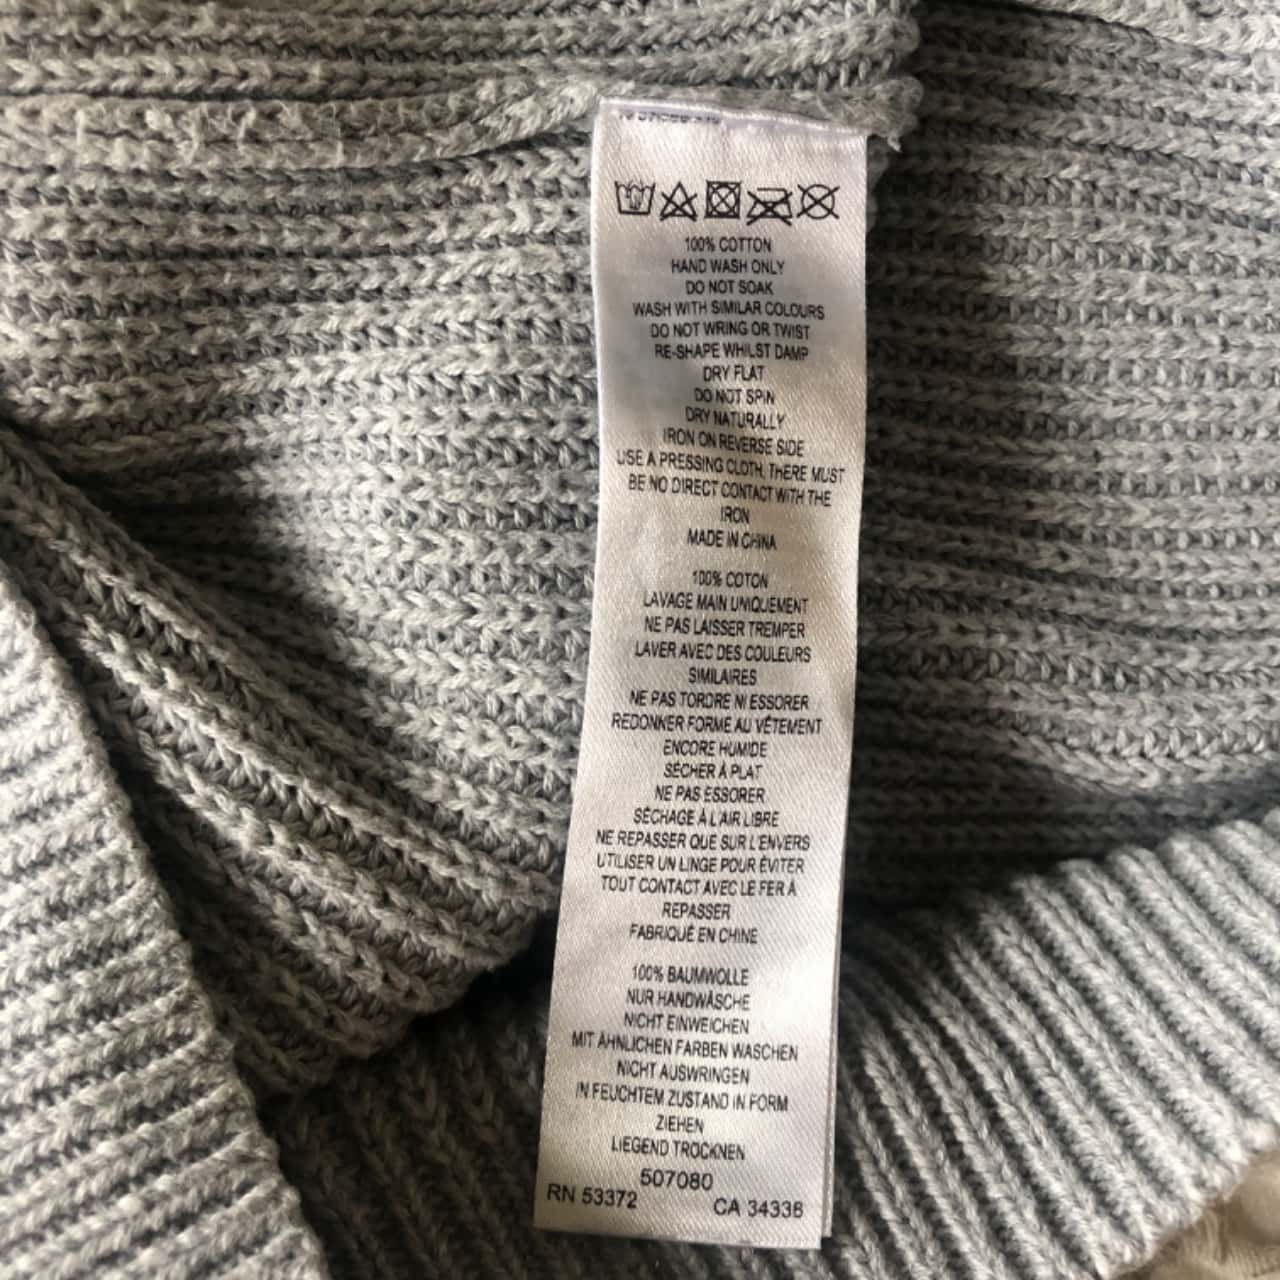 100% COTTON
HAND WASH ONLY
DO NOT SOAK
WASH WITH SIMILAR COLOURS
DO NOT WRING OR TWIST
RE-SHAPE WHILST DAMP
DRY FLAT
DO NOT SPIN
DRY NATURALLY
IRON ON REVERSE SIDE
USE A PRESSING CLOTH, THERE MUST
BE NO DIRECT CONTACT WITH THE
IRON
MADE IN CHINA
100% COTON
LAVAGE MAIN UNIQUEMENT
NE PAS LAISSER TREMPER
LAVER AVEC DES COULEURS
SIMILAIRES
NE PAS TORDRE NI ESSORER
REDONNER FORME AU VÊTEMENT
ENCORE HUMIDE
SÉCHER À PLAT
NE PAS ESSORER
SÉCHAGE À L'AIR LIBRE
NE REPASSER QUE SUR L'ENVERS
UTILISER UN LINGE POUR ÉVITER
TOUT CONTACT AVEC LE FER À
REPASSER
FABRIQUÉ EN CHINE
100% BAUMWOLLE
NUR HANDWÄSCHE
NICHT EINWEICHEN
MIT ÄHNLICHEN FARBEN WASCHEN
NICHT AUSWRINGEN
IN FEUCHTEM ZUSTAND IN FORM
ZIEHEN
LIEGEND TROCKNEN
507080
RN 53372 CA 34336